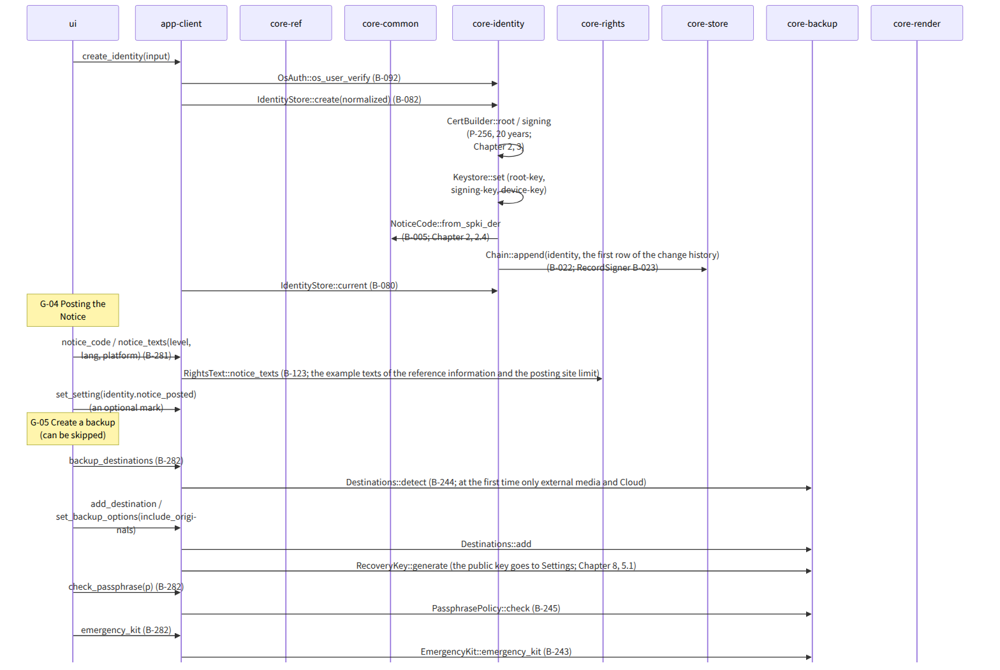 ui
app-client
core-ref
core-common
core-identity
core-rights
core-store
core-backup
core-render
create_identity(input)
OsAuth::os_user_verify (B-092)
IdentityStore::create(normalized) (B-082)
CertBuilder::root / signing
(P-256, 20 years;
Chapter 2, 3)
Keystore::set (root-key,
signing-key, device-key)
NoticeCode::from_spki_der
(B-005; Chapter 2, 2.4)
Chain::append(identity, the first row of the change history)
(B-022; RecordSigner B-023)
IdentityStore::current (B-080)
G-04 Posting the
Notice
notice_code / notice_texts(level,
lang, platform) (B-281)
RightsText::notice_texts (B-123; the example texts of the reference information and the posting site limit)
set_setting(identity.notice_posted)
(an optional mark)
G-05 Create a backup
(can be skipped)
backup_destinations (B-282)
Destinations::detect (B-244; at the first time only external media and Cloud)
add_destination /
set_backup_options(include_origi-
nals)
Destinations::add
RecoveryKey::generate (the public key goes to Settings; Chapter 8, 5.1)
check_passphrase(p) (B-282)
PassphrasePolicy::check (B-245)
emergency_kit (B-282)
EmergencyKit::emergency_kit (B-243)